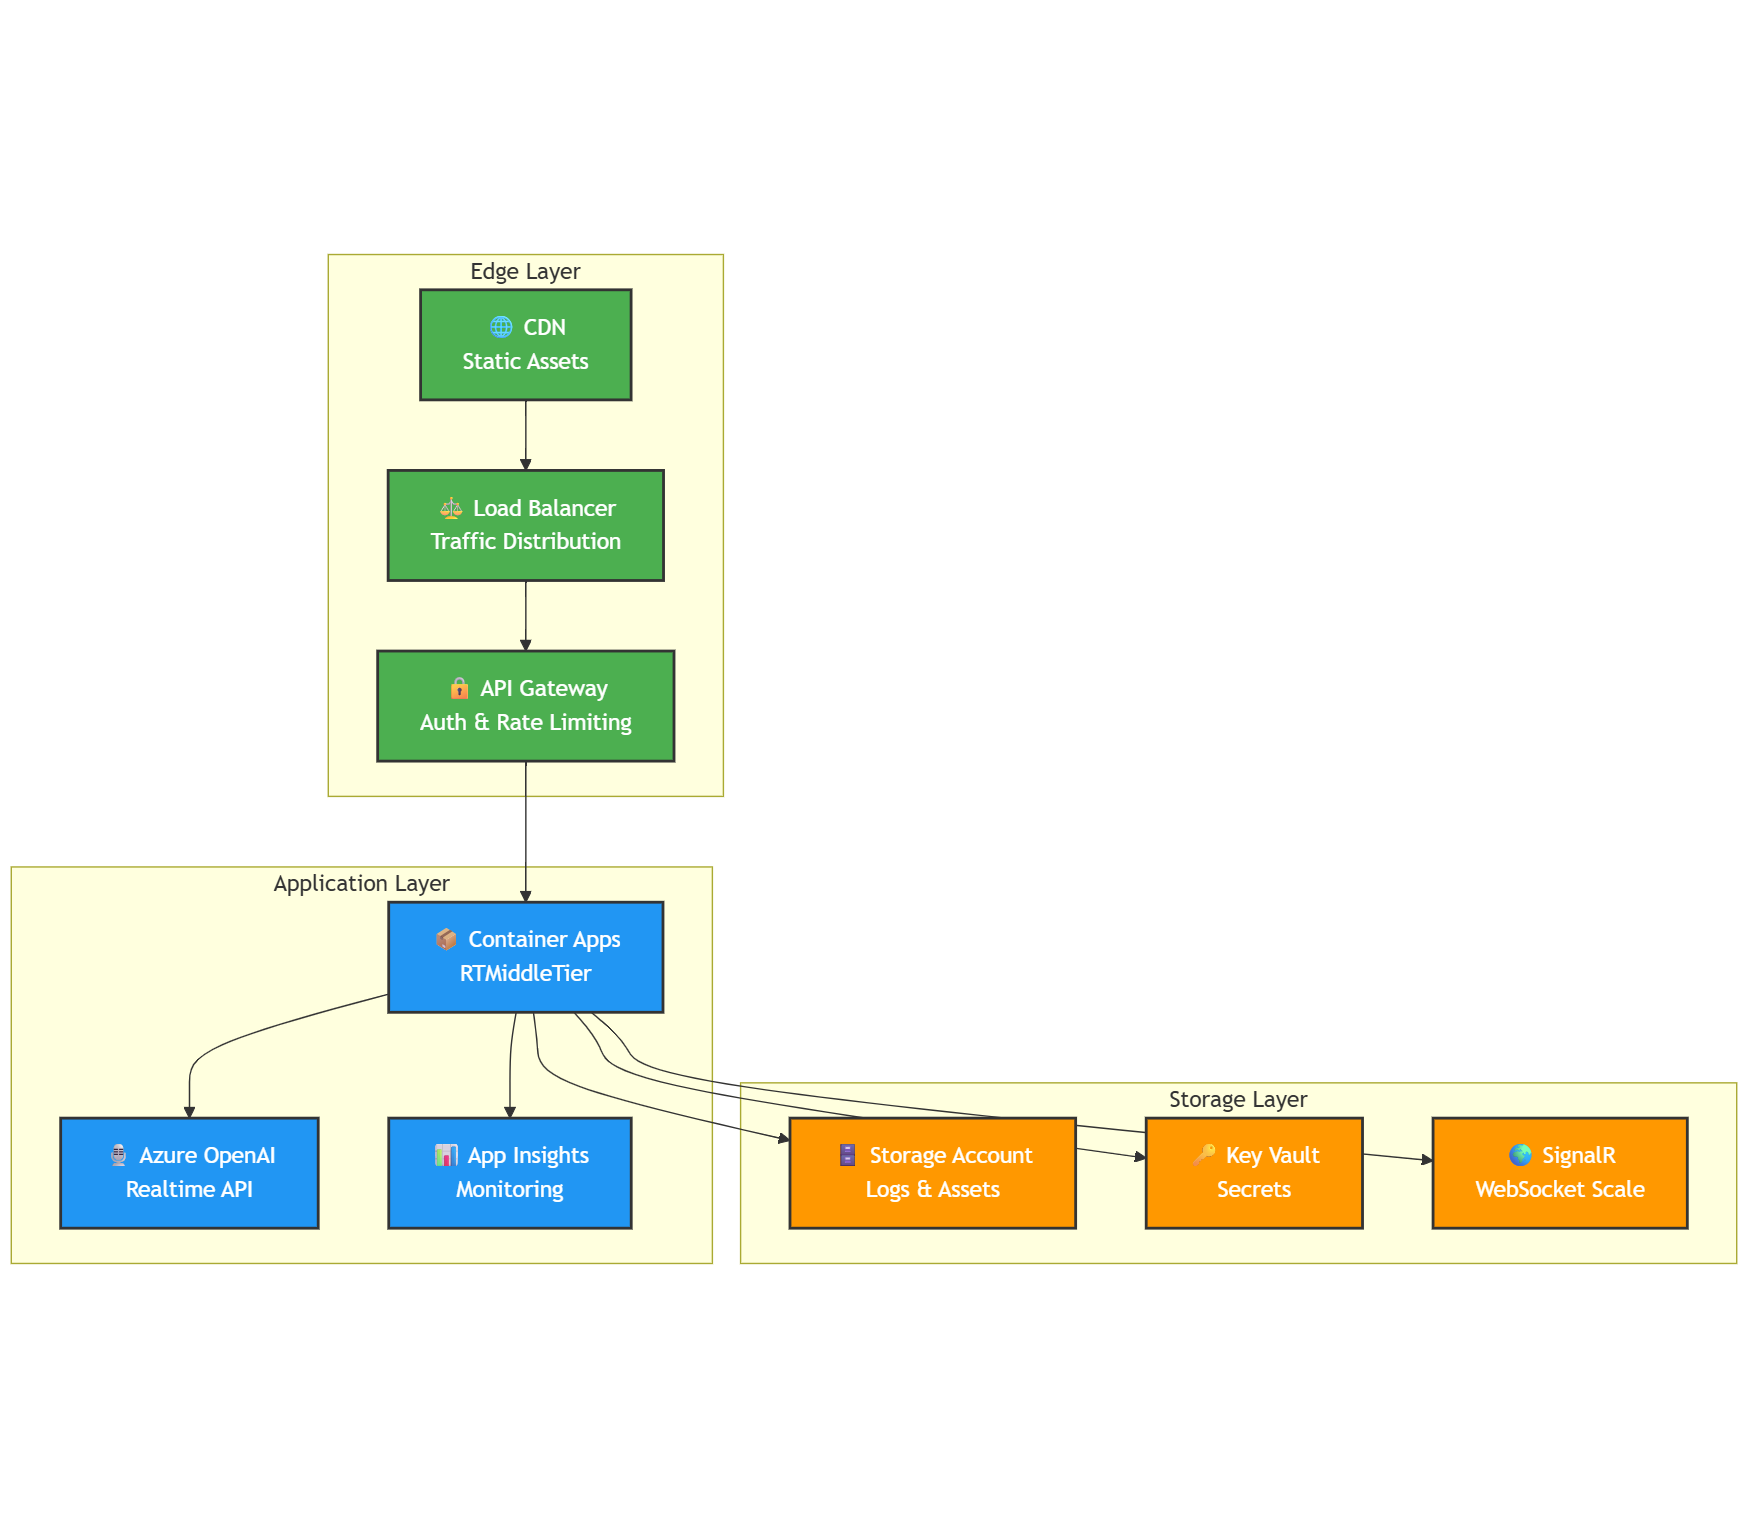 Edge Layer
CDN
Static Assets
Load Balancer
Traffic Distribution
API Gateway
Auth & Rate Limiting
Application Layer
Container Apps
RTMiddleTier
Azure OpenAI
Realtime API
App Insights
Monitoring
Storage Layer
Storage Account
Logs & Assets
Key Vault
Secrets
SignalR
WebSocket Scale